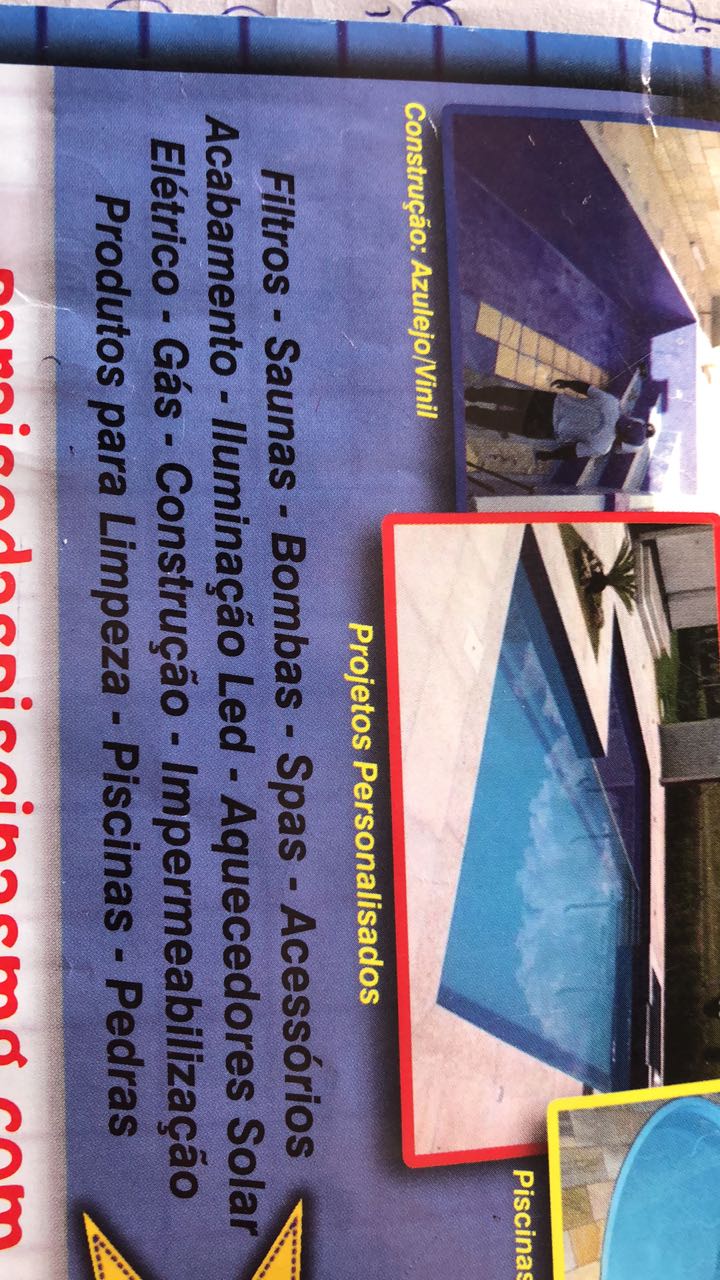 Construção: Azulejo/Vinil
Projetos Personalisados
Piscinas
Filtros - Saunas - Bombas - Spas - Acessórios
Acabamento - Iluminação Led - Aquecedores Solar
Elétrico - Gás - Construção - Impermeabilização
Produtos para Limpeza - Piscinas - Pedras
paraisodaspiscinasmg.com